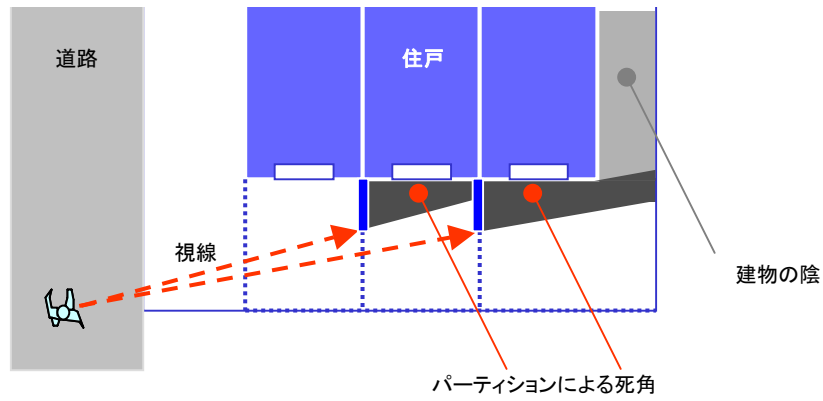 道路
住戸
視線
建物の陰
パーティションによる死角